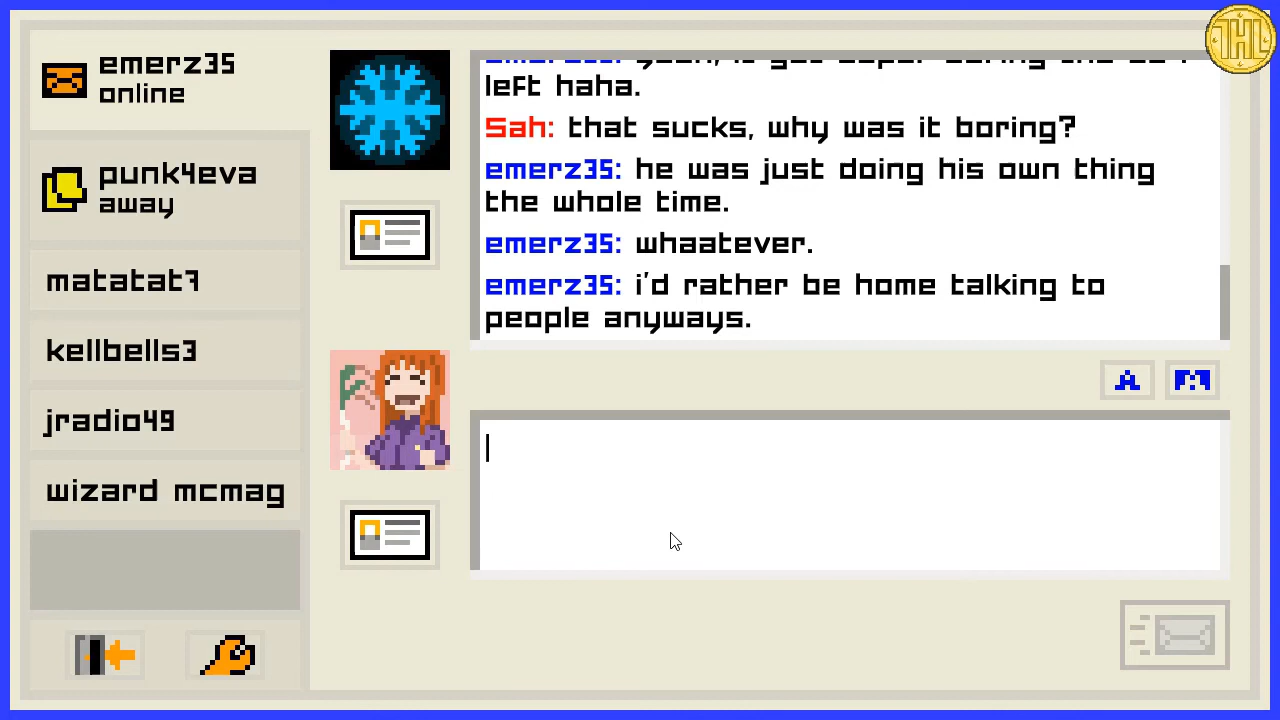 emerz35
online
punk4eva
away
matatat7
kellbells3
jradio49
wizard mcmag
left haha.
Sah: that sucks, why was it boring?
emerz35: he was just doing his own thing
the whole time.
emerz35: whaatever.
emerz35: i'd rather be home talking to
people anyways.
A
THL